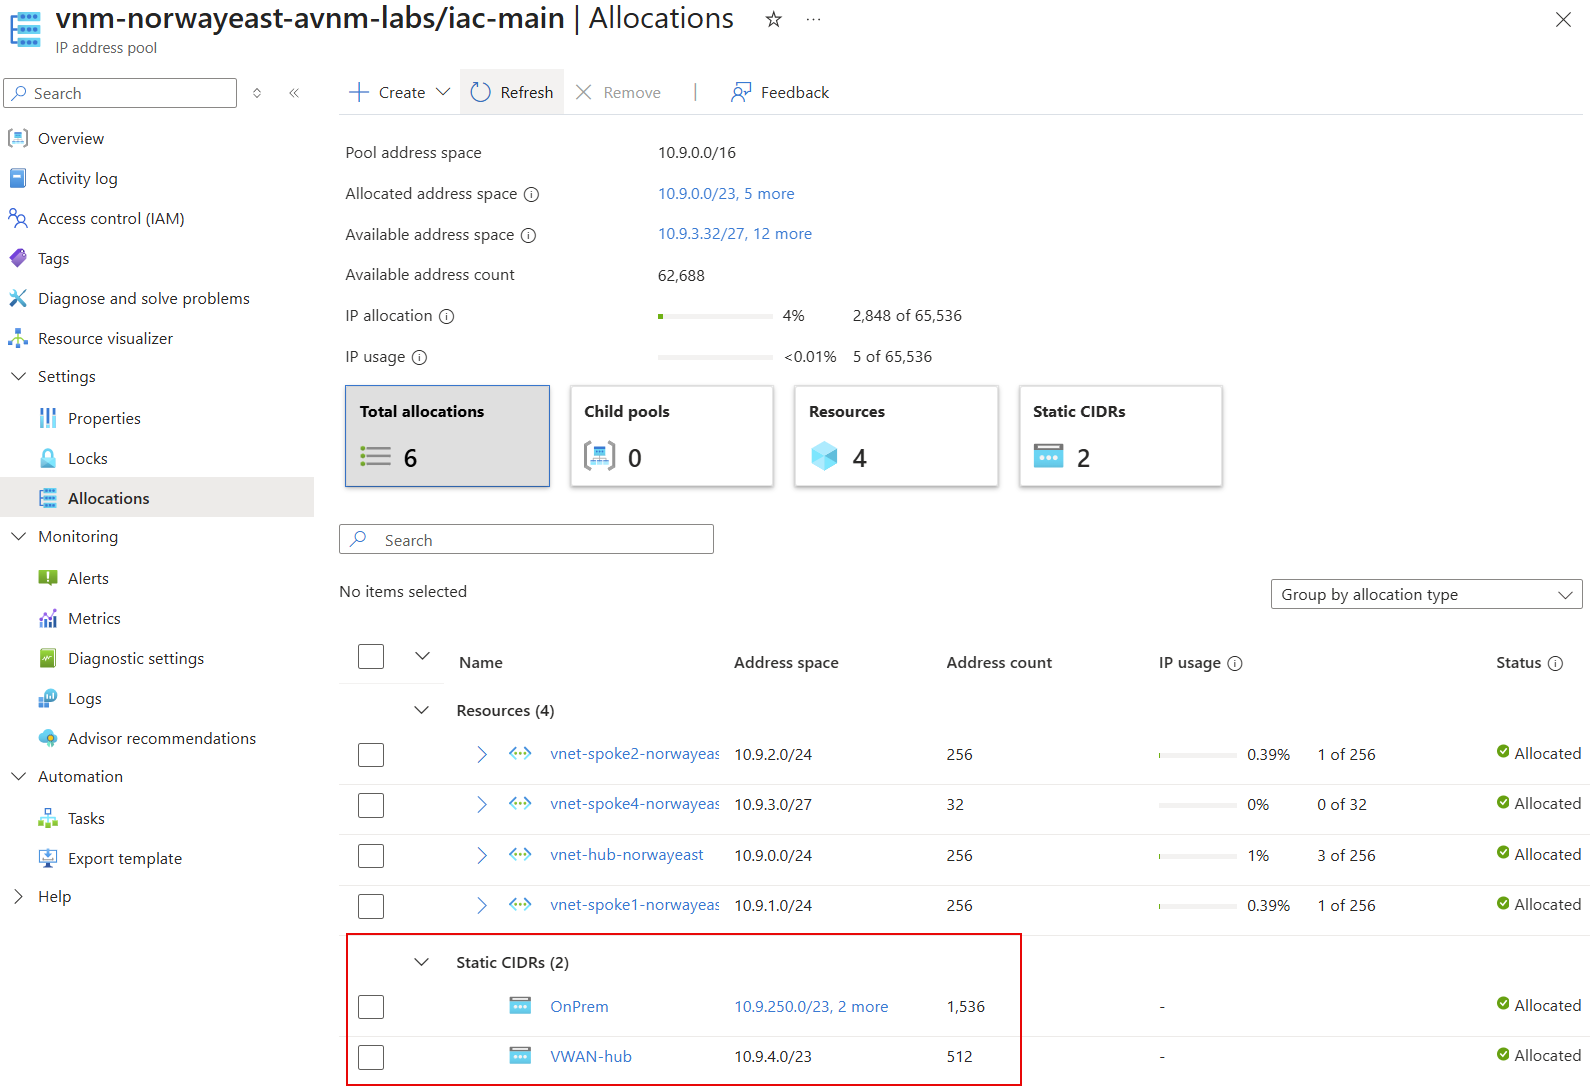 vnm-norwayeast-avnm-labs/iac-main | Allocations
IP address pool
Search
Overview
Activity log
Access control (IAM)
Tags
Diagnose and solve problems
Resource visualizer
Settings
Properties
Locks
Allocations
Monitoring
Alerts
Metrics
Diagnostic settings
Logs
Advisor recommendations
Automation
Tasks
Export template
Help
Create Refresh Remove | Feedback
Pool address space 10.9.0.0/16
Allocated address space 10.9.0.0/23, 5 more
Available address space 10.9.3.32/27, 12 more
Available address count 62,688
IP allocation 4% 2,848 of 65,536
IP usage <0.01% 5 of 65,536
Total allocations 6
Child pools 0
Resources 4
Static CIDRs 2
Search
No items selected
Group by allocation type
Name Address space Address count IP usage Status
Resources (4)
vnet-spoke2-norwayeas 10.9.2.0/24 256 0.39% 1 of 256 Allocated
vnet-spoke4-norwayeas 10.9.3.0/27 32 0% 0 of 32 Allocated
vnet-hub-norwayeast 10.9.0.0/24 256 1% 3 of 256 Allocated
vnet-spoke1-norwayeas 10.9.1.0/24 256 0.39% 1 of 256 Allocated
Static CIDRs (2)
OnPrem 10.9.250.0/23, 2 more 1,536 - Allocated
VWAN-hub 10.9.4.0/23 512 - Allocated